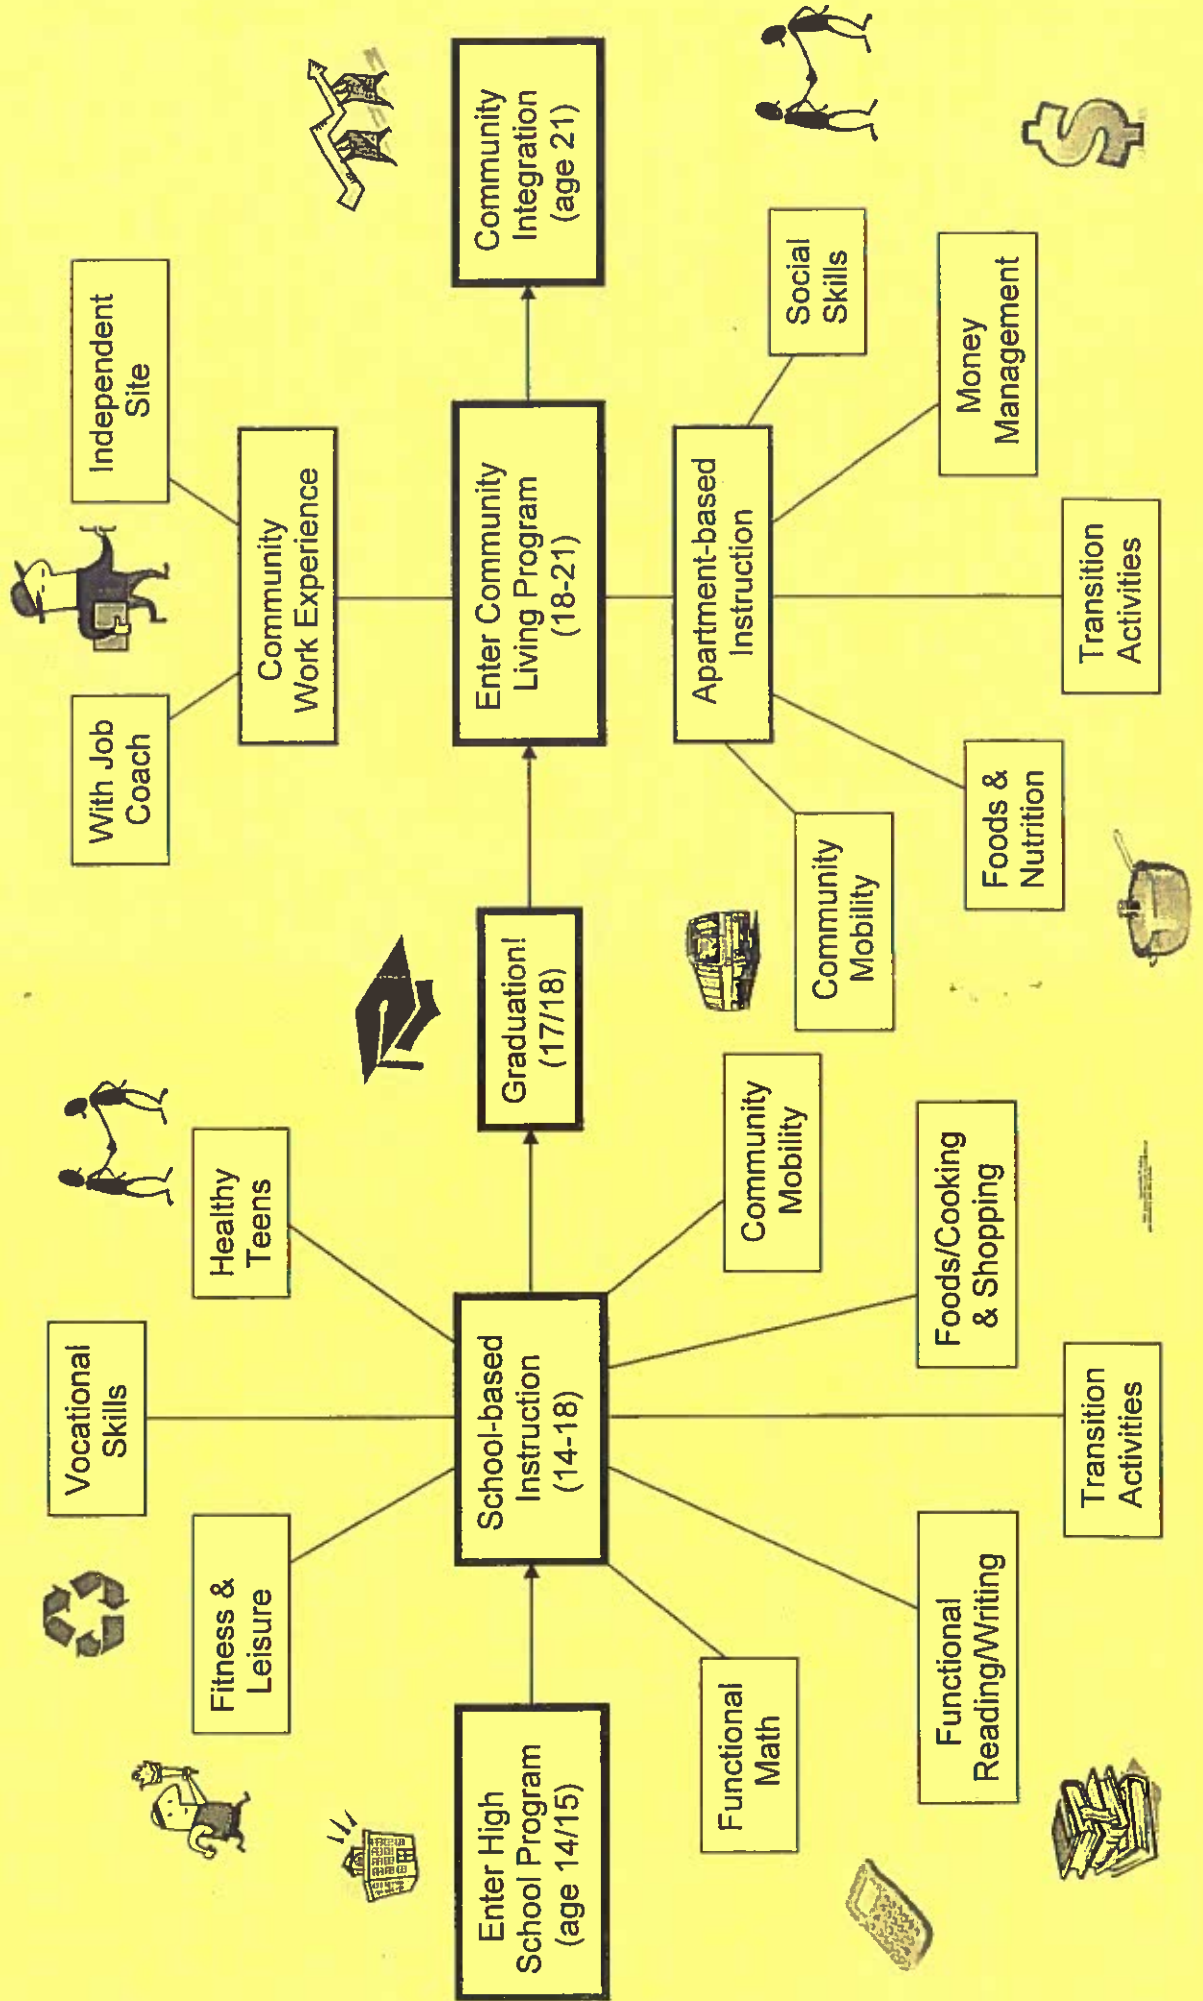 Vocational
Skills
With Job
Coach
Independent
Site
Fitness &
Leisure
Healthy
Teens
Community
Work Experience
Enter High
School Program
(age 14/15)
School-based
Instruction
(14-18)
Graduation!
(17/18)
Enter Community
Living Program
(18-21)
Community
Integration
(age 21)
Functional
Math
Community
Mobility
Apartment-based
Instruction
Community
Mobility
Social
Skills
Functional
Reading/Writing
Foods/Cooking
& Shopping
Foods &
Nutrition
Money
Management
Transition
Activities
Transition
Activities